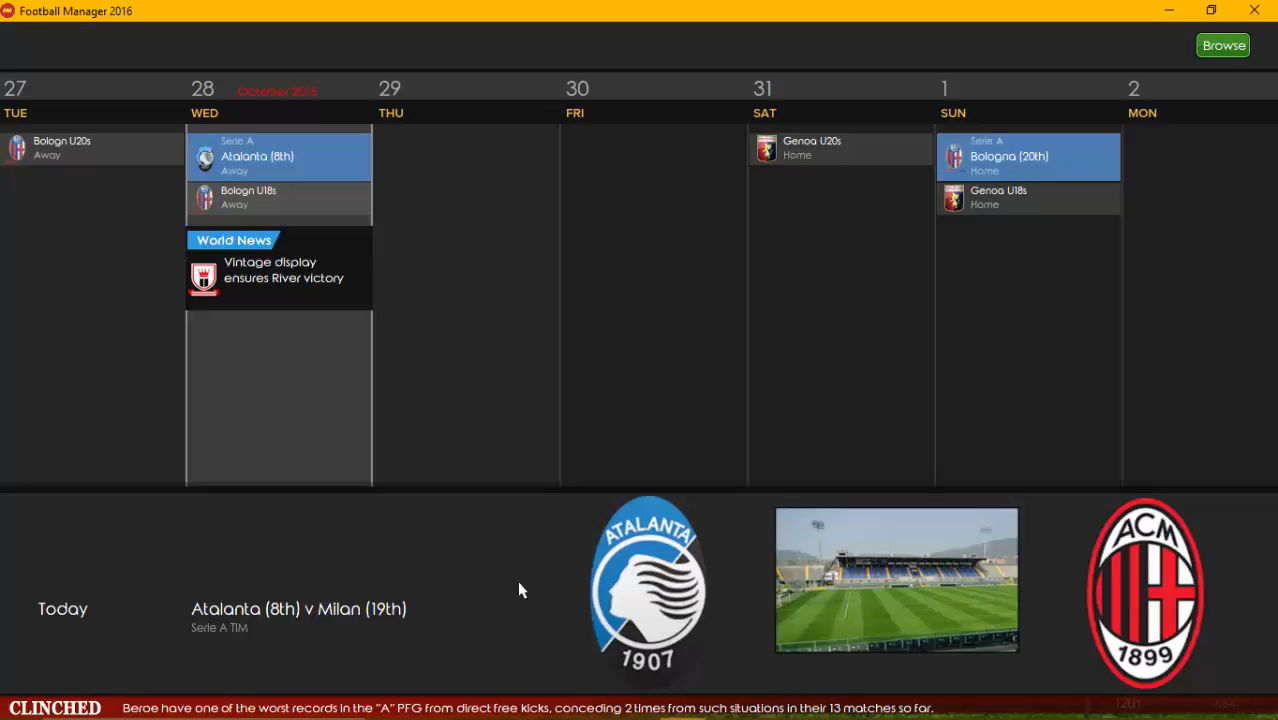 Football Manager 2016
Browse
27 28 October 2015 29 30 31 1 2
TUE WED THU FRI SAT SUN MON
Bologn U20s
Away
Serie A
Atalanta (8th)
Away
Bologn U18s
Away
World News
Vintage display
ensures River victory
Genoa U20s
Home
Serie A
Bologna (20th)
Home
Genoa U18s
Home
Today
Atalanta (8th) v Milan (19th)
Serie A TIM
ATALANTA
1907
ACM
1899
CLINCHED Beroe have one of the worst records in the "A" PFG from direct free kicks, conceding 2 times from such situations in their 13 matches so far.